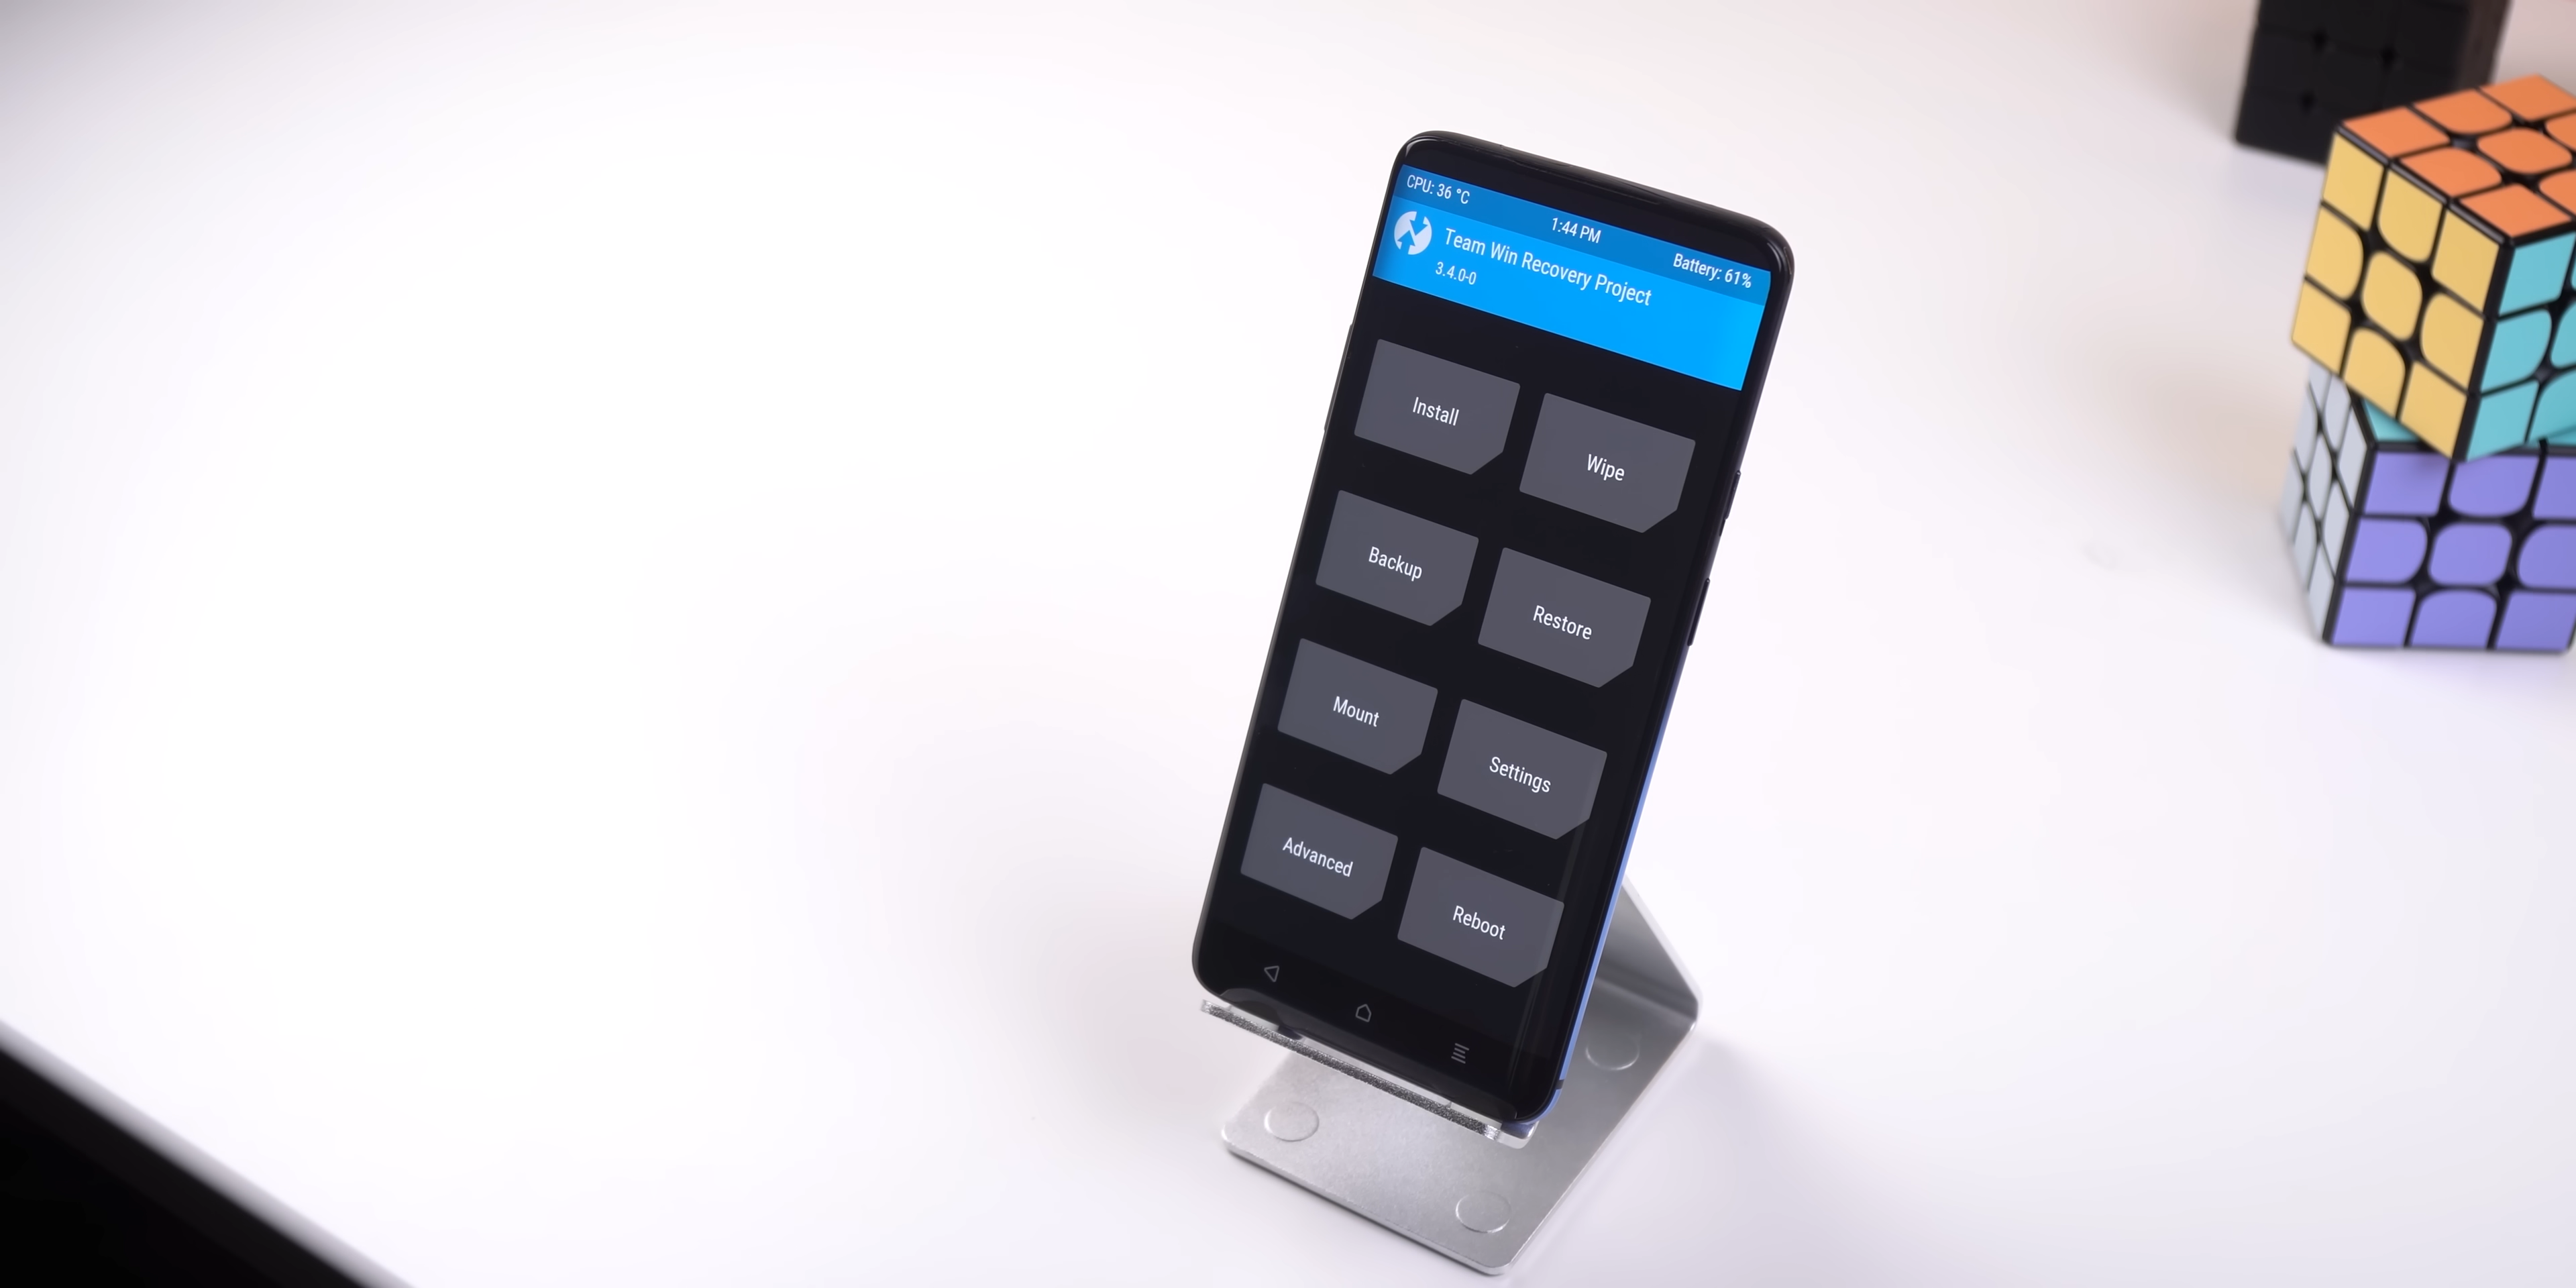 CPU: 36 °C
1:44 PM
Battery: 61%
Team Win Recovery Project
3.4.0-0
Install
Wipe
Backup
Restore
Mount
Settings
Advanced
Reboot